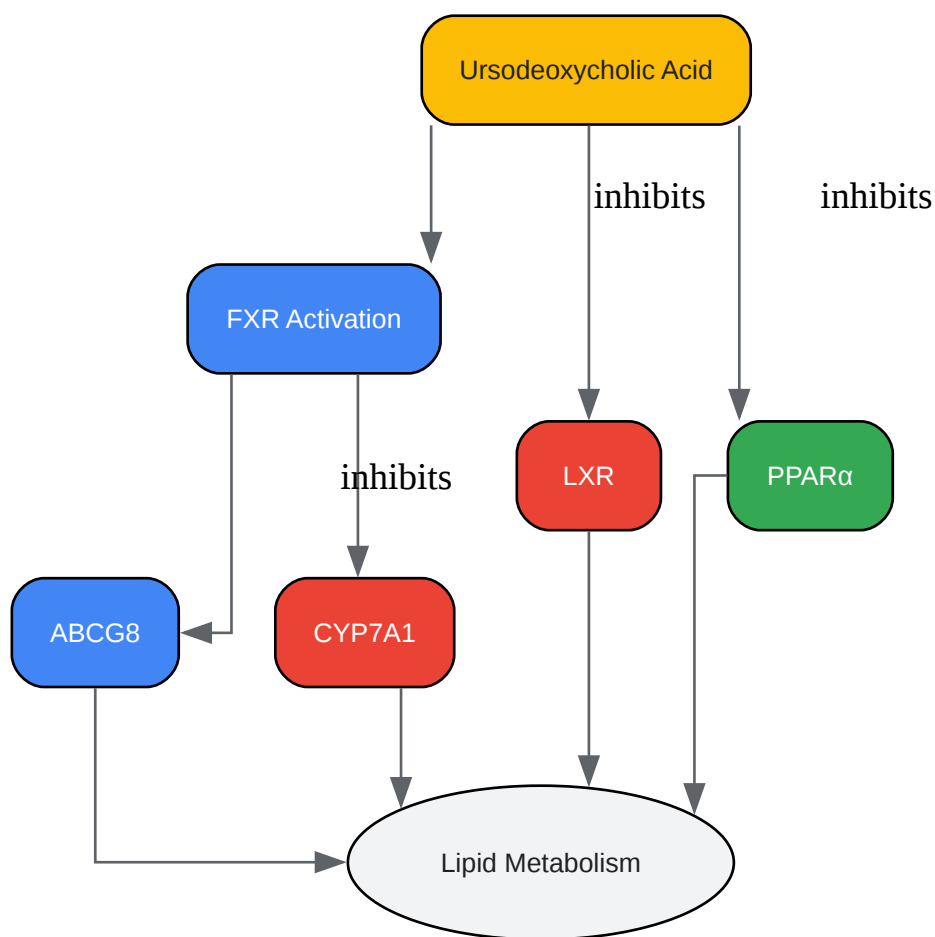 Ursodeoxycholic Acid
inhibits
inhibits
FXR Activation
inhibits
LXR
PPARα
ABCG8
CYP7A1
Lipid Metabolism